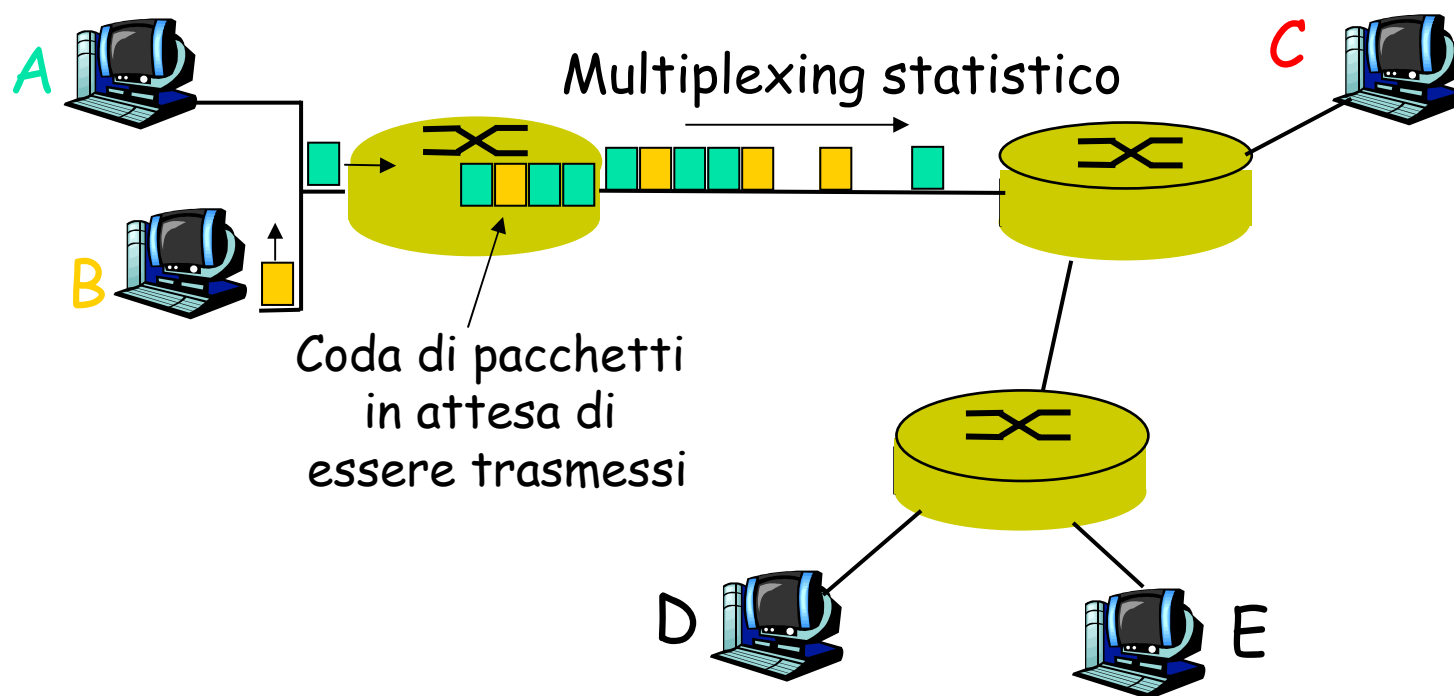 A
Multiplexing statistico
C
B
Coda di pacchetti
in attesa di
essere trasmessi
D
E